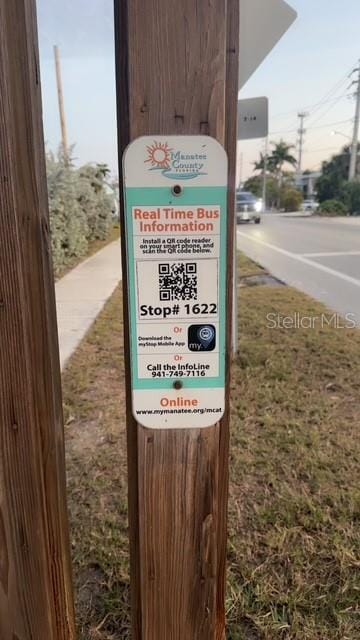 Manatee
County
FLORIDA
Real Time Bus
Information
Install a QR code reader
on your smart phone, and
scan the QR code below.
Stop# 1622
Or
Download the
myStop Mobile App
my
Or
Call the InfoLine
941-749-7116
Online
www.mymanatee.org/mcat
StellarMLS